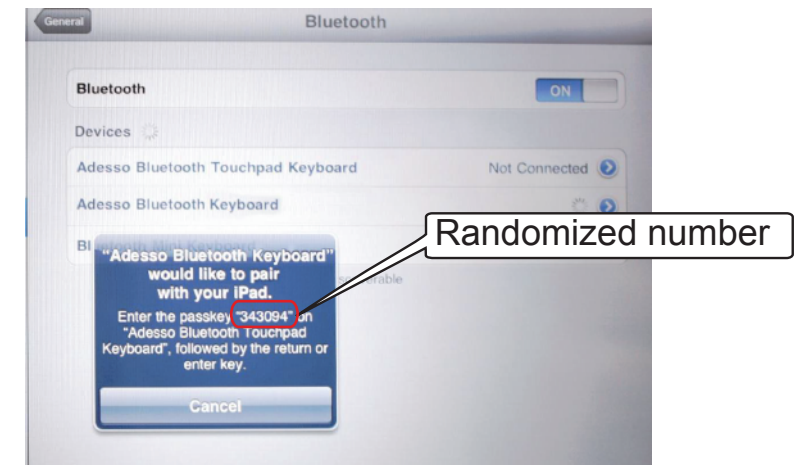 General
Bluetooth
Bluetooth
ON
Devices
Adesso Bluetooth Touchpad Keyboard
Not Connected
Adesso Bluetooth Keyboard
Randomized number
"Adesso Bluetooth Keyboard"
would like to pair
with your iPad.
Enter the passkey "343094" on
"Adesso Bluetooth Touchpad
Keyboard", followed by the return or
enter key.
Cancel